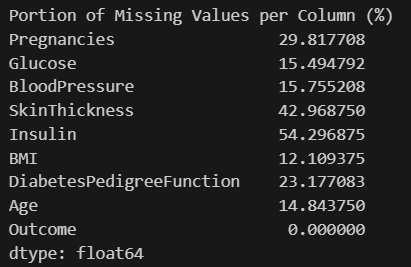 Portion of Missing Values per Column (%)
Pregnancies 29.817708
Glucose 15.494792
BloodPressure 15.755208
SkinThickness 42.968750
Insulin 54.296875
BMI 12.109375
DiabetesPedigreeFunction 23.177083
Age 14.843750
Outcome 0.000000
dtype: float64